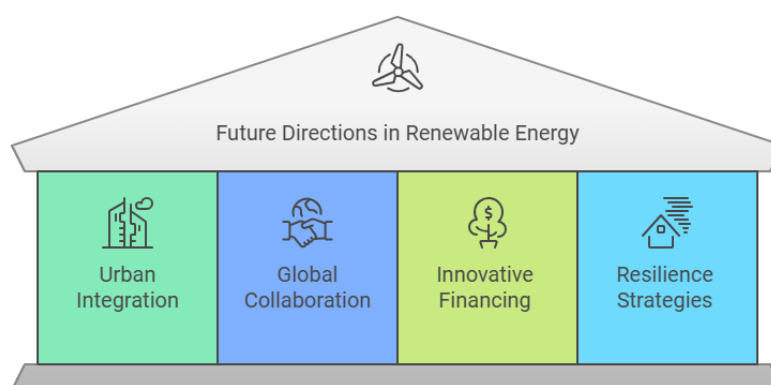 Future Directions in Renewable Energy
Urban
Integration
Global
Collaboration
$
Innovative
Financing
Resilience
Strategies